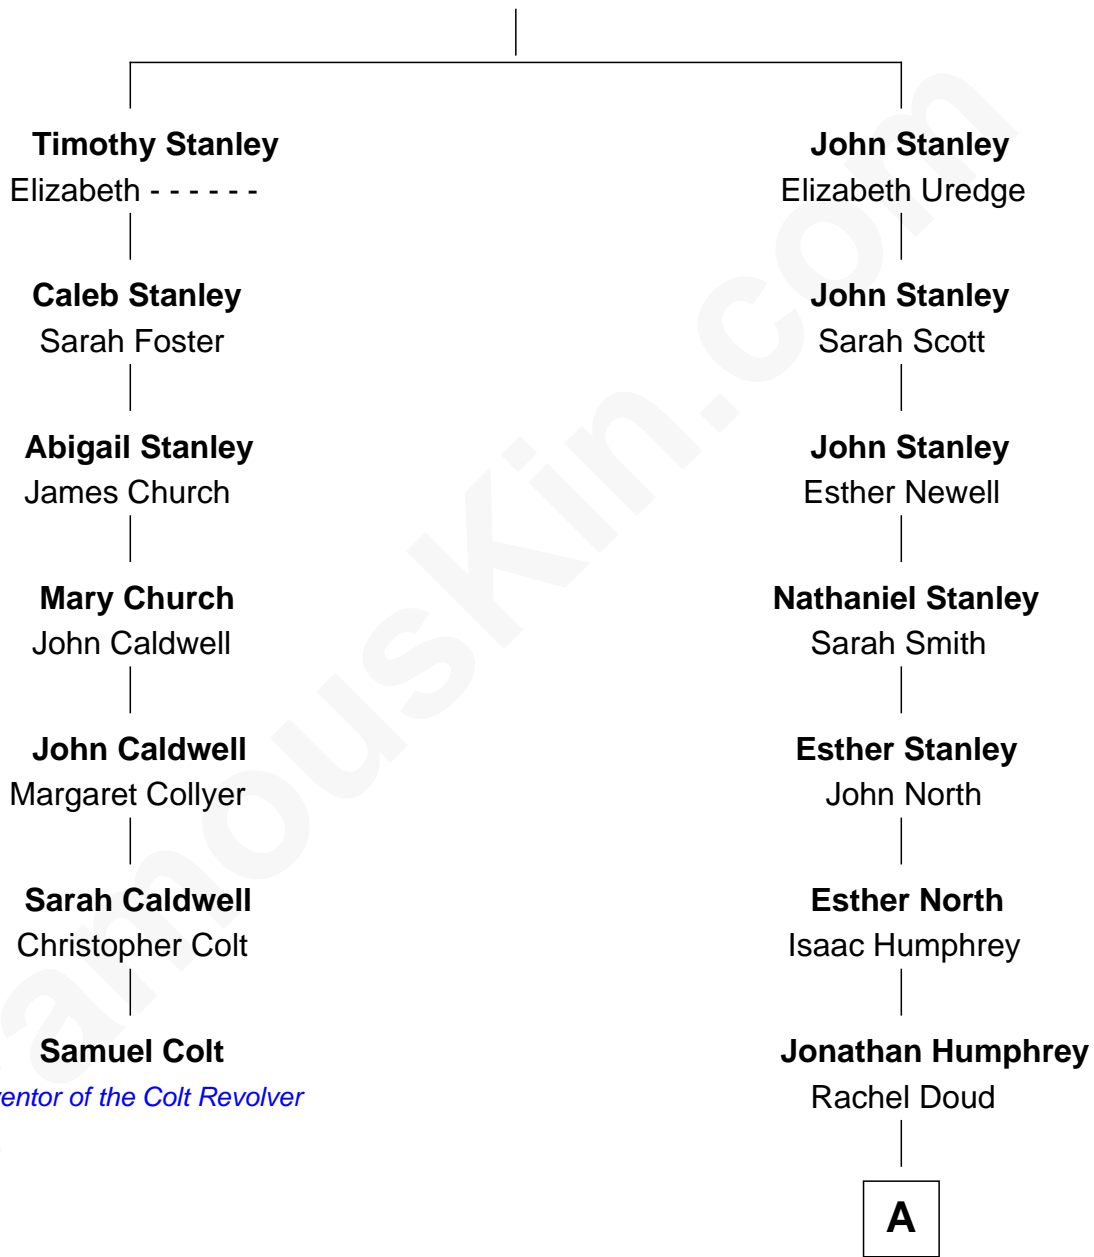 Timothy Stanley
Elizabeth - - - - - -
John Stanley
Elizabeth Uredge
Caleb Stanley
Sarah Foster
John Stanley
Sarah Scott
Abigail Stanley
James Church
John Stanley
Esther Newell
Mary Church
John Caldwell
Nathaniel Stanley
Sarah Smith
John Caldwell
Margaret Collyer
Esther Stanley
John North
Sarah Caldwell
Christopher Colt
Esther North
Isaac Humphrey
Samuel Colt
entor of the Colt Revolver
Jonathan Humphrey
Rachel Doud
A
amousKin.com